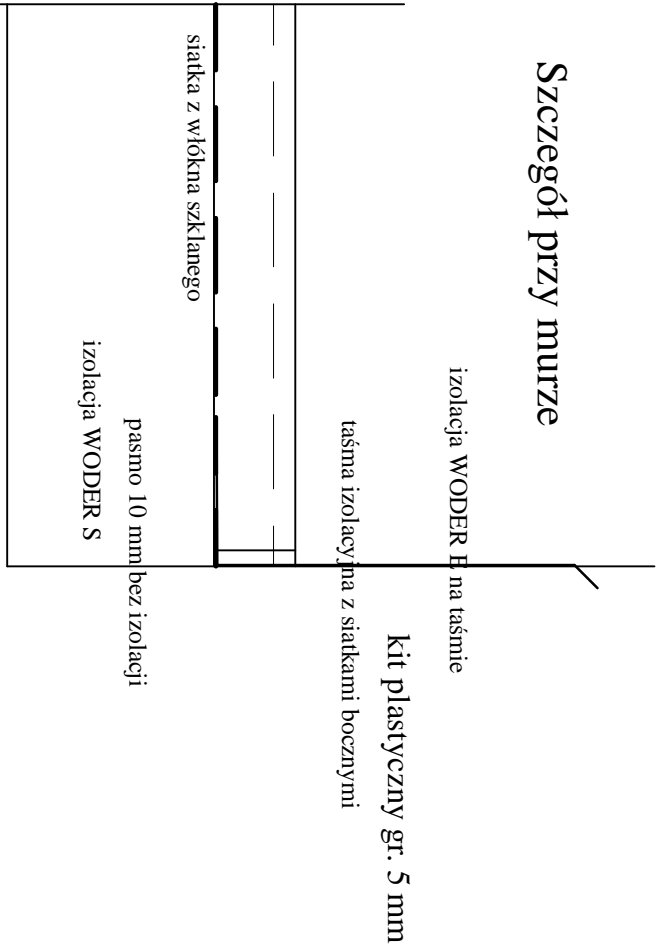 Szczegół przy murze
izolacja WODER E na taśmie
kit plastyczny gr. 5 mm
taśma izolacyjna z siatkami bocznymi
siatka z włókna szklanego
pasmo 10 mm bez izolacji
izolacja WODER S